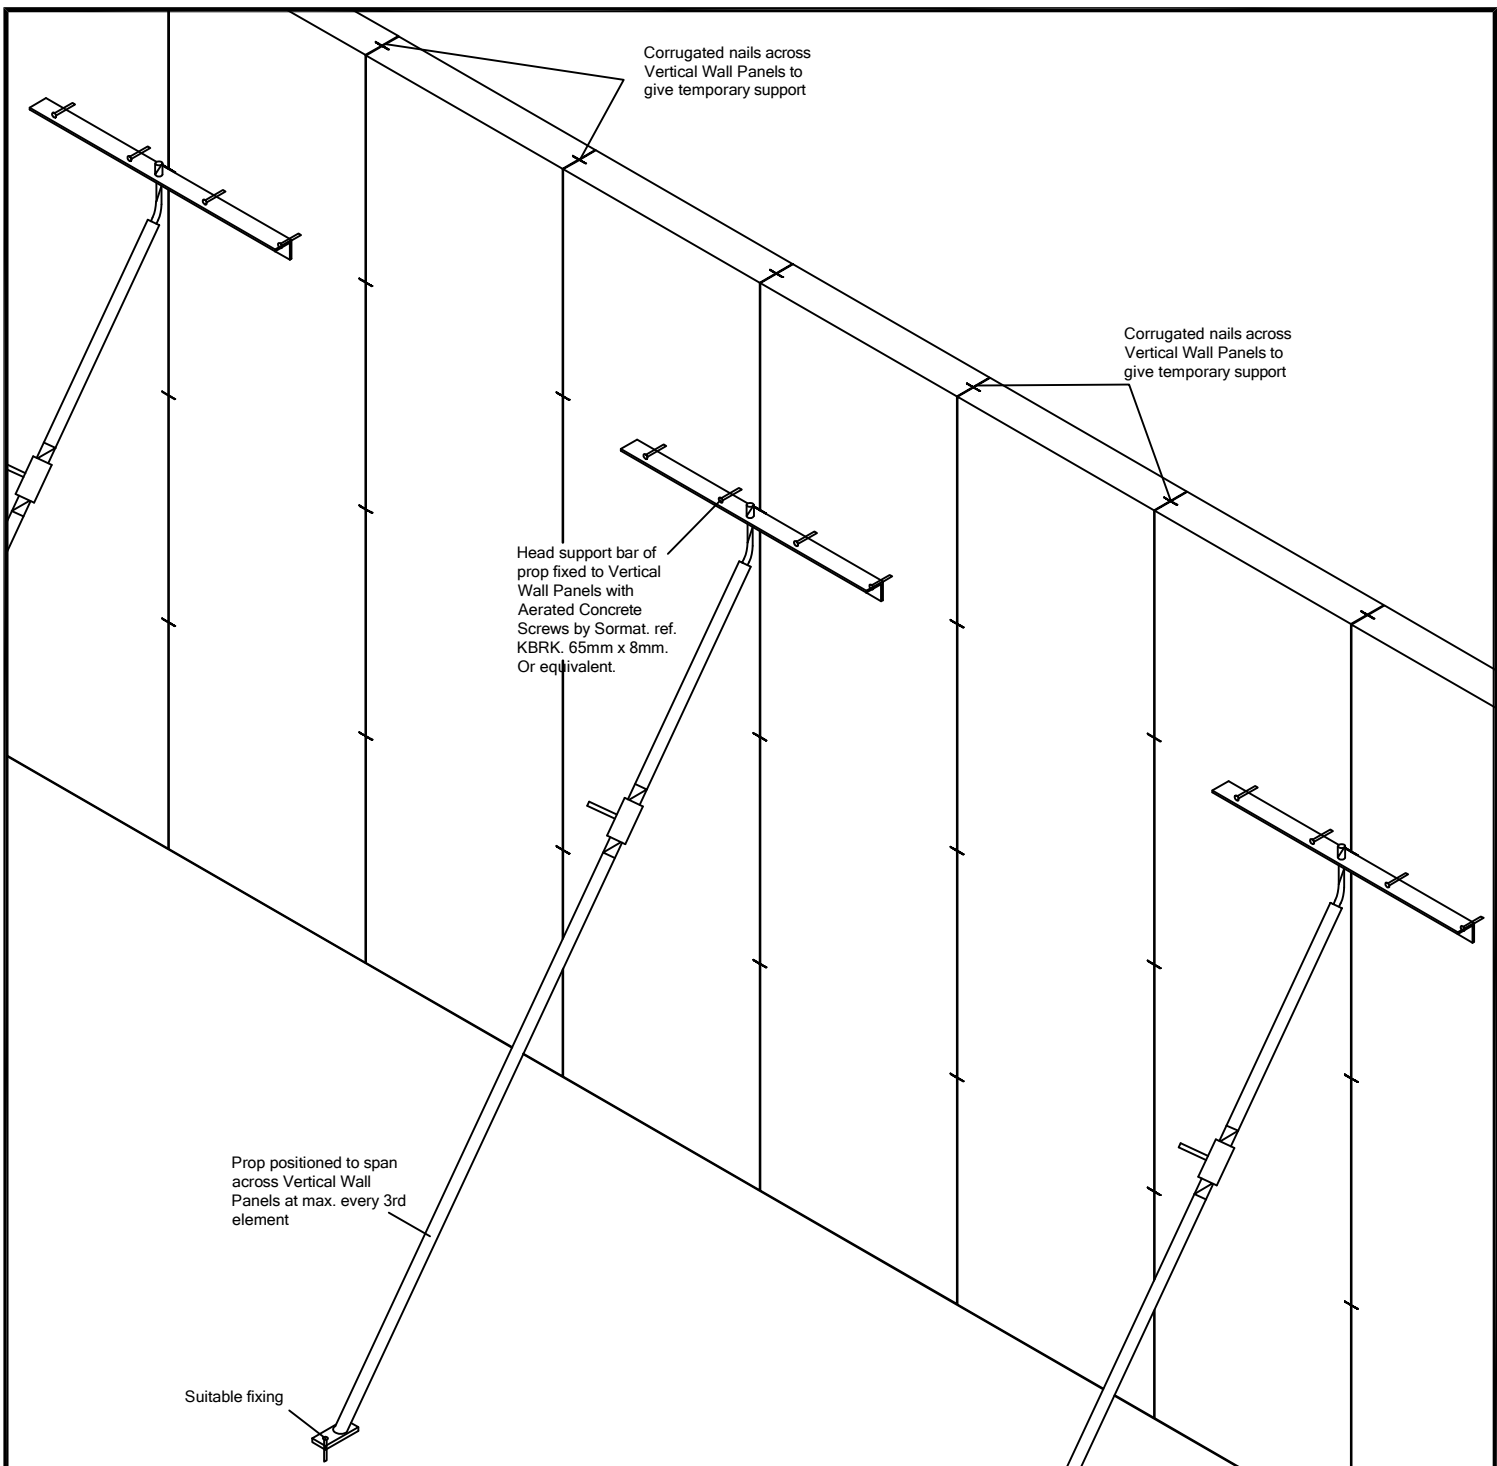 Corrugated nails across
Vertical Wall Panels to
give temporary support
Corrugated nails across
Vertical Wall Panels to
give temporary support
Head support bar of
prop fixed to Vertical
Wall Panels with
Aerated Concrete
Screws by Sormat. ref.
KBRK. 65mm x 8mm.
Or equivalent.
Prop positioned to span
across Vertical Wall
Panels at max. every 3rd
element
Suitable fixing